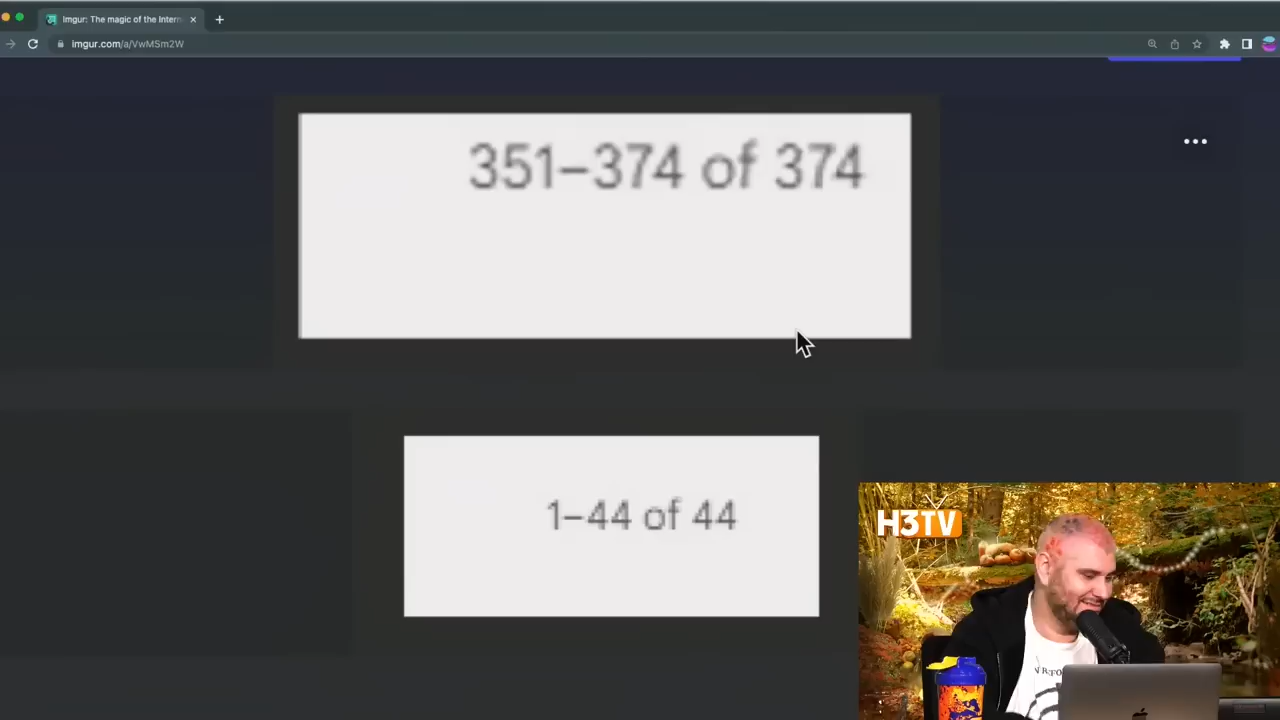 Imgur: The magic of the Intern
imgur.com/a/VwMSm2W
351–374 of 374
1–44 of 44
H3TV